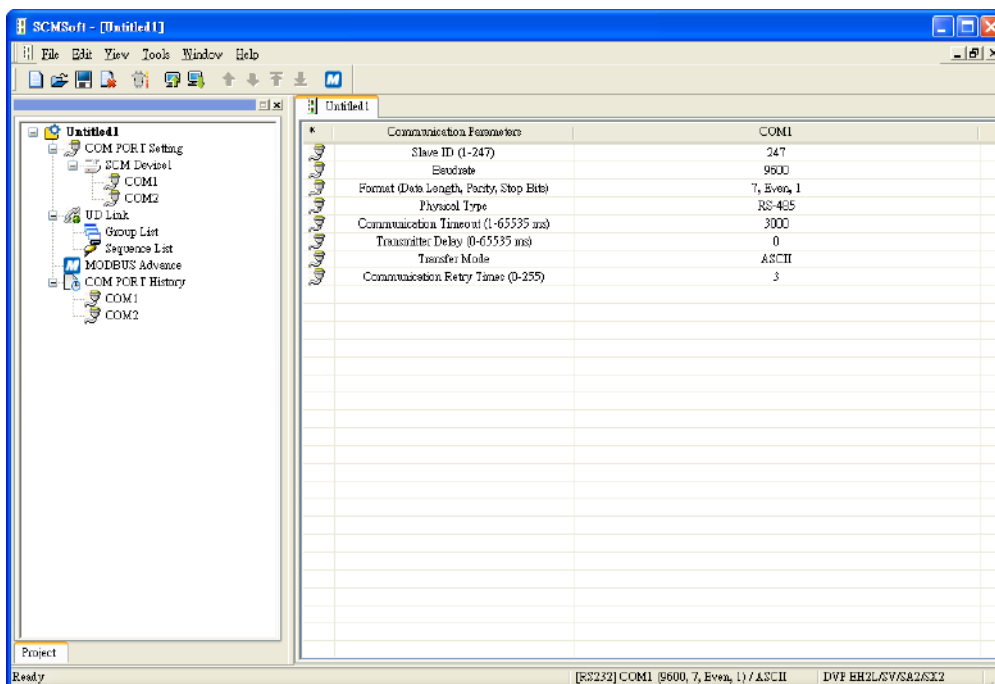 SCMSoft - [Untitled1]
File Edit View Tools Window Help
Untitled1
COM PORT Setting
SCM Device1
COM1
COM2
UD Link
Group List
Sequence List
MODBUS Advance
COM PORT History
COM1
COM2
Project
Untitled1
* Communication Parameters COM1
Slave ID (1-247) 247
Baudrate 9600
Format (Data Length, Parity, Stop Bits) 7, Even, 1
Physical Type RS-485
Communication Timeout (1-65535 ms) 3000
Transmitter Delay (0-65535 ms) 0
Transfer Mode ASCII
Communication Retry Times (0-255) 3
Ready [RS232] COM1 (9600, 7, Even, 1) / ASCII DVP EH2L/SV/SA2/SX2